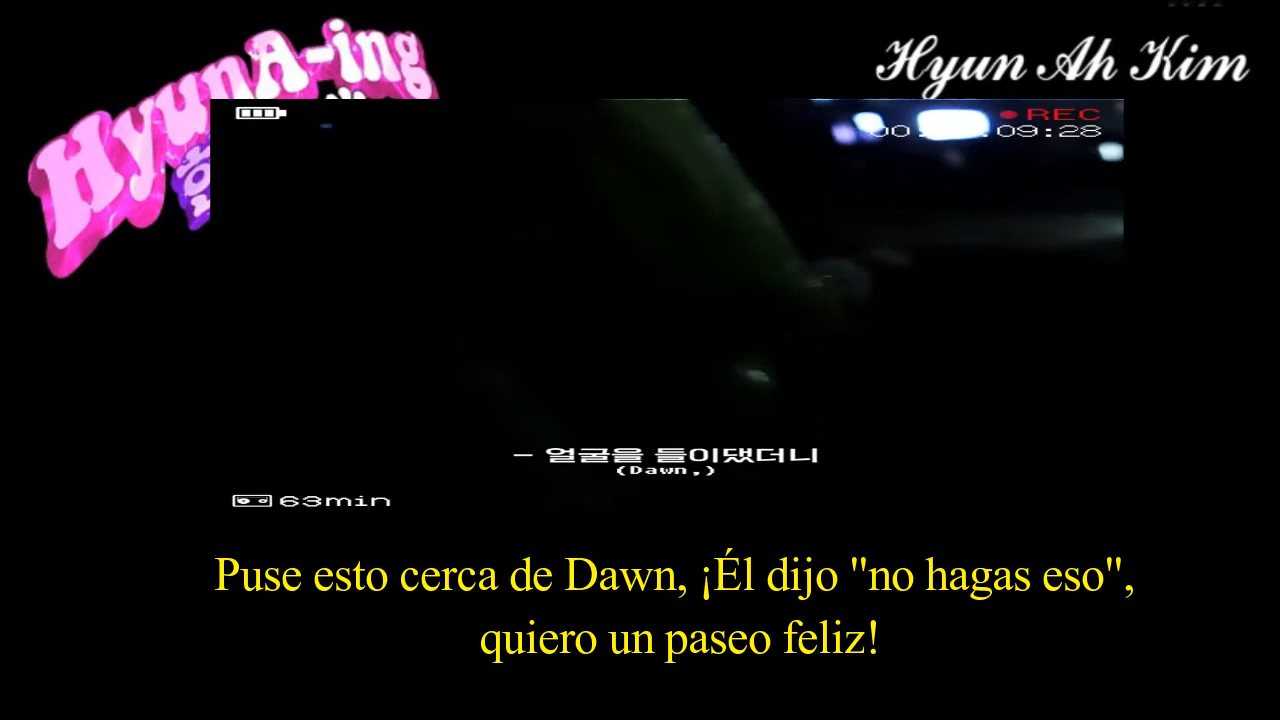 HyunA-ing
Hyun Ah Kim
REC
09:28
- 얼굴을 들이댔더니
(Dawn,)
63min
Puse esto cerca de Dawn, ¡Él dijo "no hagas eso",
quiero un paseo feliz!